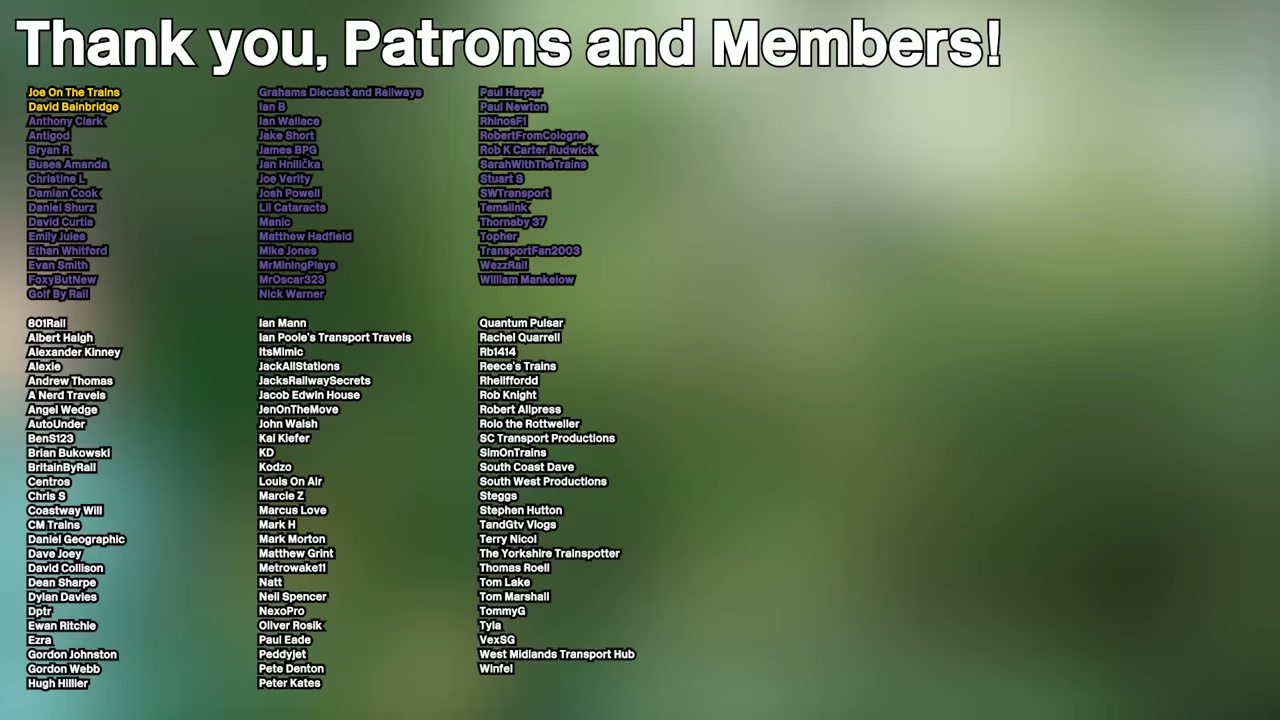 Thank you, Patrons and Members!
Joe On The Trains
David Bainbridge
Anthony Clark
Antigod
Bryan R
Buses Amanda
Christine L
Damian Cook
Daniel Shurz
David Curtis
Emily Jules
Ethan Whitford
Evan Smith
FoxyButNew
Golf By Rail
Grahams Diecast and Railways
Ian B
Ian Wallace
Jake Short
James BPG
Jan Hnilička
Joe Verity
Josh Powell
Lil Cataracts
Manic
Matthew Hadfield
Mike Jones
MrMiningPlays
MrOscar323
Nick Warner
Paul Harper
Paul Newton
RhinosF1
RobertFromCologne
Rob K Carter Rudwick
SarahWithTheTrains
Stuart S
SWTransport
Temslink
Thornaby 37
Topher
TransportFan2003
WezzRail
William Mankelow
801Rail
Albert Haigh
Alexander Kinney
Alexie
Andrew Thomas
A Nerd Travels
Angel Wedge
AutoUnder
BenS123
Brian Bukowski
BritainByRail
Centros
Chris S
Coastway Will
CM Trains
Daniel Geographic
Dave Joey
David Collison
Dean Sharpe
Dylan Davies
Dptr
Ewan Ritchie
Ezra
Gordon Johnston
Gordon Webb
Hugh Hillier
Ian Mann
Ian Poole's Transport Travels
ItsMimic
JackAllStations
JacksRailwaySecrets
Jacob Edwin House
JenOnTheMove
John Walsh
Kai Kiefer
KD
Kodzo
Louis On Air
Marcie Z
Marcus Love
Mark H
Mark Morton
Matthew Grint
Metrowake11
Natt
Neil Spencer
NexoPro
Oliver Rosik
Paul Eade
Peddyjet
Pete Denton
Peter Kates
Quantum Pulsar
Rachel Quarrell
Rb1414
Reece's Trains
Rheliffordd
Rob Knight
Robert Allpress
Rolo the Rottweiler
SC Transport Productions
SimOnTrains
South Coast Dave
South West Productions
Steggs
Stephen Hutton
TandGtv Vlogs
Terry Nicol
The Yorkshire Trainspotter
Thomas Roell
Tom Lake
Tom Marshall
TommyG
Tyla
VexSG
West Midlands Transport Hub
Winfel